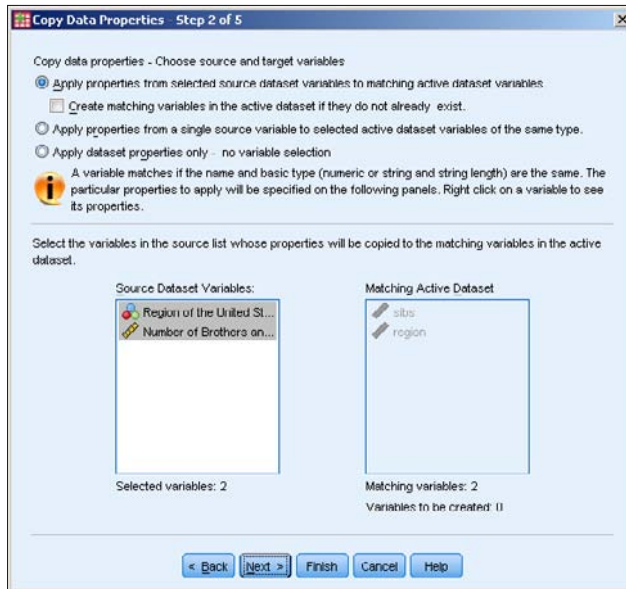 Copy Data Properties - Step 2 of 5
Copy data properties - Choose source and target variables
Apply properties from selected source dataset variables to matching active dataset variables
Create matching variables in the active dataset if they do not already exist.
Apply properties from a single source variable to selected active dataset variables of the same type.
Apply dataset properties only - no variable selection
A variable matches if the name and basic type (numeric or string and string length) are the same. The
particular properties to apply will be specified on the following panels. Right click on a variable to see
its properties.
Select the variables in the source list whose properties will be copied to the matching variables in the active
dataset.
Source Dataset Variables:
Region of the United St...
Number of Brothers an...
Selected variables: 2
Matching Active Dataset
sibs
region
Matching variables: 2
Variables to be created: 0
< Back
Next >
Finish
Cancel
Help